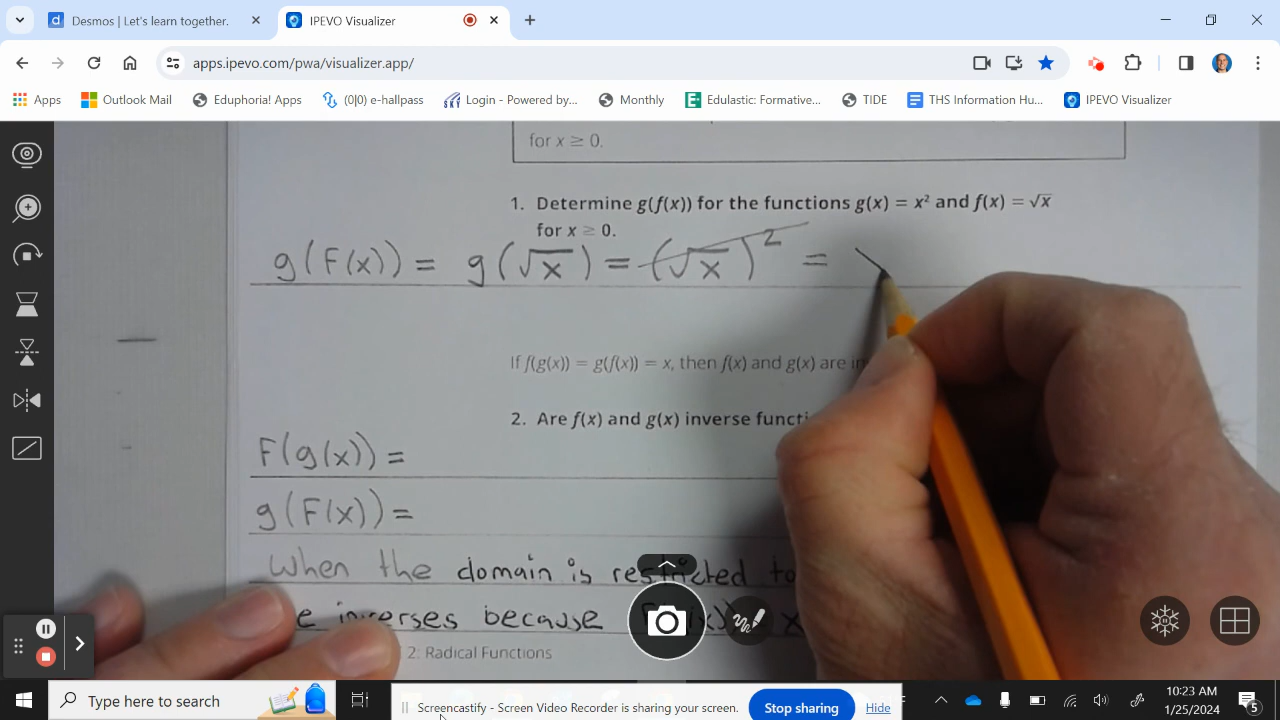 Desmos | Let's learn together.
IPEVO Visualizer
apps.ipevo.com/pwa/visualizer.app/
Apps
Outlook Mail
eduphoria! Apps
(0|0) e-hallpass
Login - Powered by...
Monthly
Edulastic: Formative...
TIDE
THS Information Hu...
IPEVO Visualizer
for x ≥ 0.
1. Determine g(f(x)) for the functions g(x) = x² and f(x) = √x
for x ≥ 0.
g(F(x)) = g(√x) = (√x)² =
If f(g(x)) = g(f(x)) = x, then f(x) and g(x) are
2. Are f(x) and g(x) inverse
F(g(x)) =
g(F(x)) =
When the domain is restricted to
inverses because
2: Radical Functions
Type here to search
Screencastify - Screen Video Recorder is sharing your screen.
Stop sharing
Hide
10:23 AM
1/25/2024
5